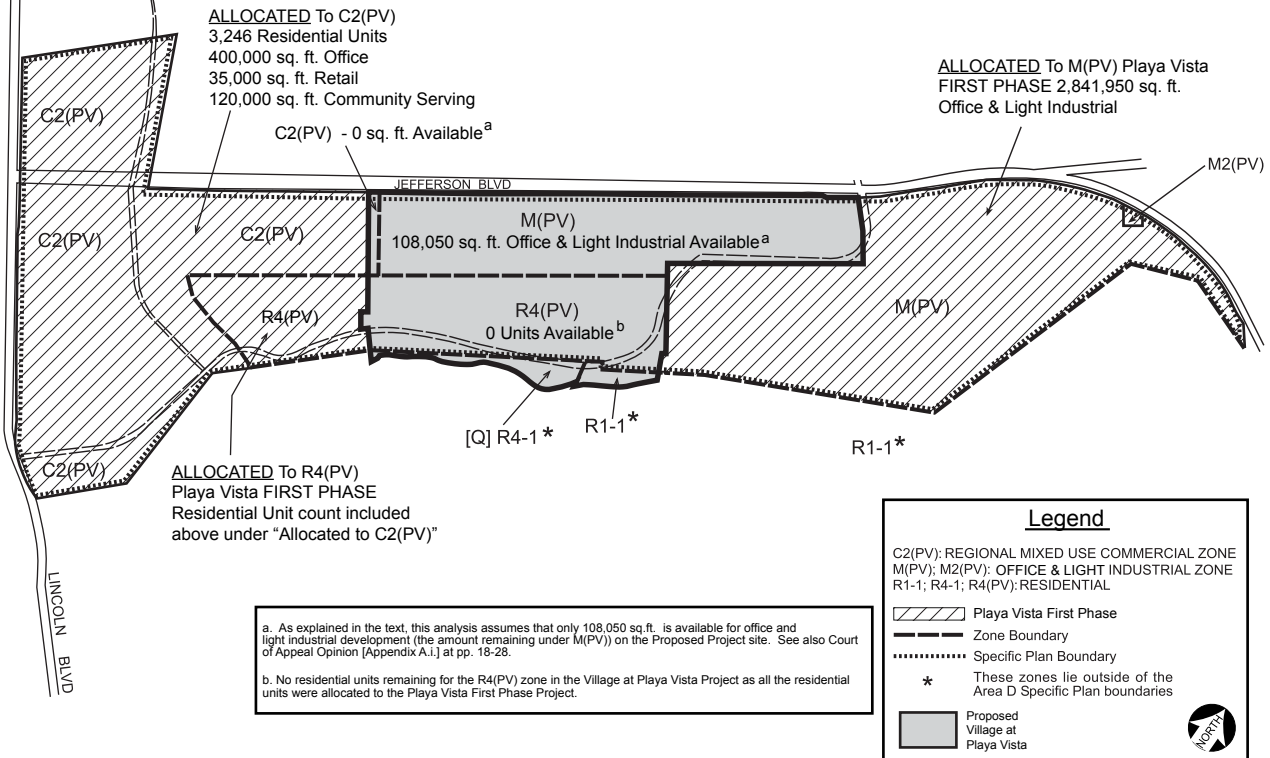 ALLOCATED To C2(PV)
3,246 Residential Units
400,000 sq. ft. Office
35,000 sq. ft. Retail
120,000 sq. ft. Community Serving
C2(PV) - 0 sq. ft. Available a
ALLOCATED To M(PV) Playa Vista
FIRST PHASE 2,841,950 sq. ft.
Office & Light Industrial
M2(PV)
C2(PV)
JEFFERSON BLVD
C2(PV)
C2(PV)
M(PV)
108,050 sq. ft. Office & Light Industrial Available a
R4(PV)
R4(PV)
0 Units Available b
M(PV)
C2(PV)
[Q] R4-1 *
R1-1 *
R1-1 *
ALLOCATED To R4(PV)
Playa Vista FIRST PHASE
Residential Unit count included
above under “Allocated to C2(PV)”
LINCOLN BLVD
a. As explained in the text, this analysis assumes that only 108,050 sq.ft. is available for office and
light industrial development (the amount remaining under M(PV)) on the Proposed Project site. See also Court
of Appeal Opinion [Appendix A.i.] at pp. 18-28.
b. No residential units remaining for the R4(PV) zone in the Village at Playa Vista Project as all the residential
units were allocated to the Playa Vista First Phase Project.
Legend
C2(PV): REGIONAL MIXED USE COMMERCIAL ZONE
M(PV); M2(PV): OFFICE & LIGHT INDUSTRIAL ZONE
R1-1; R4-1; R4(PV): RESIDENTIAL
Playa Vista First Phase
Zone Boundary
Specific Plan Boundary
* These zones lie outside of the
Area D Specific Plan boundaries
Proposed
Village at
Playa Vista
NORTH